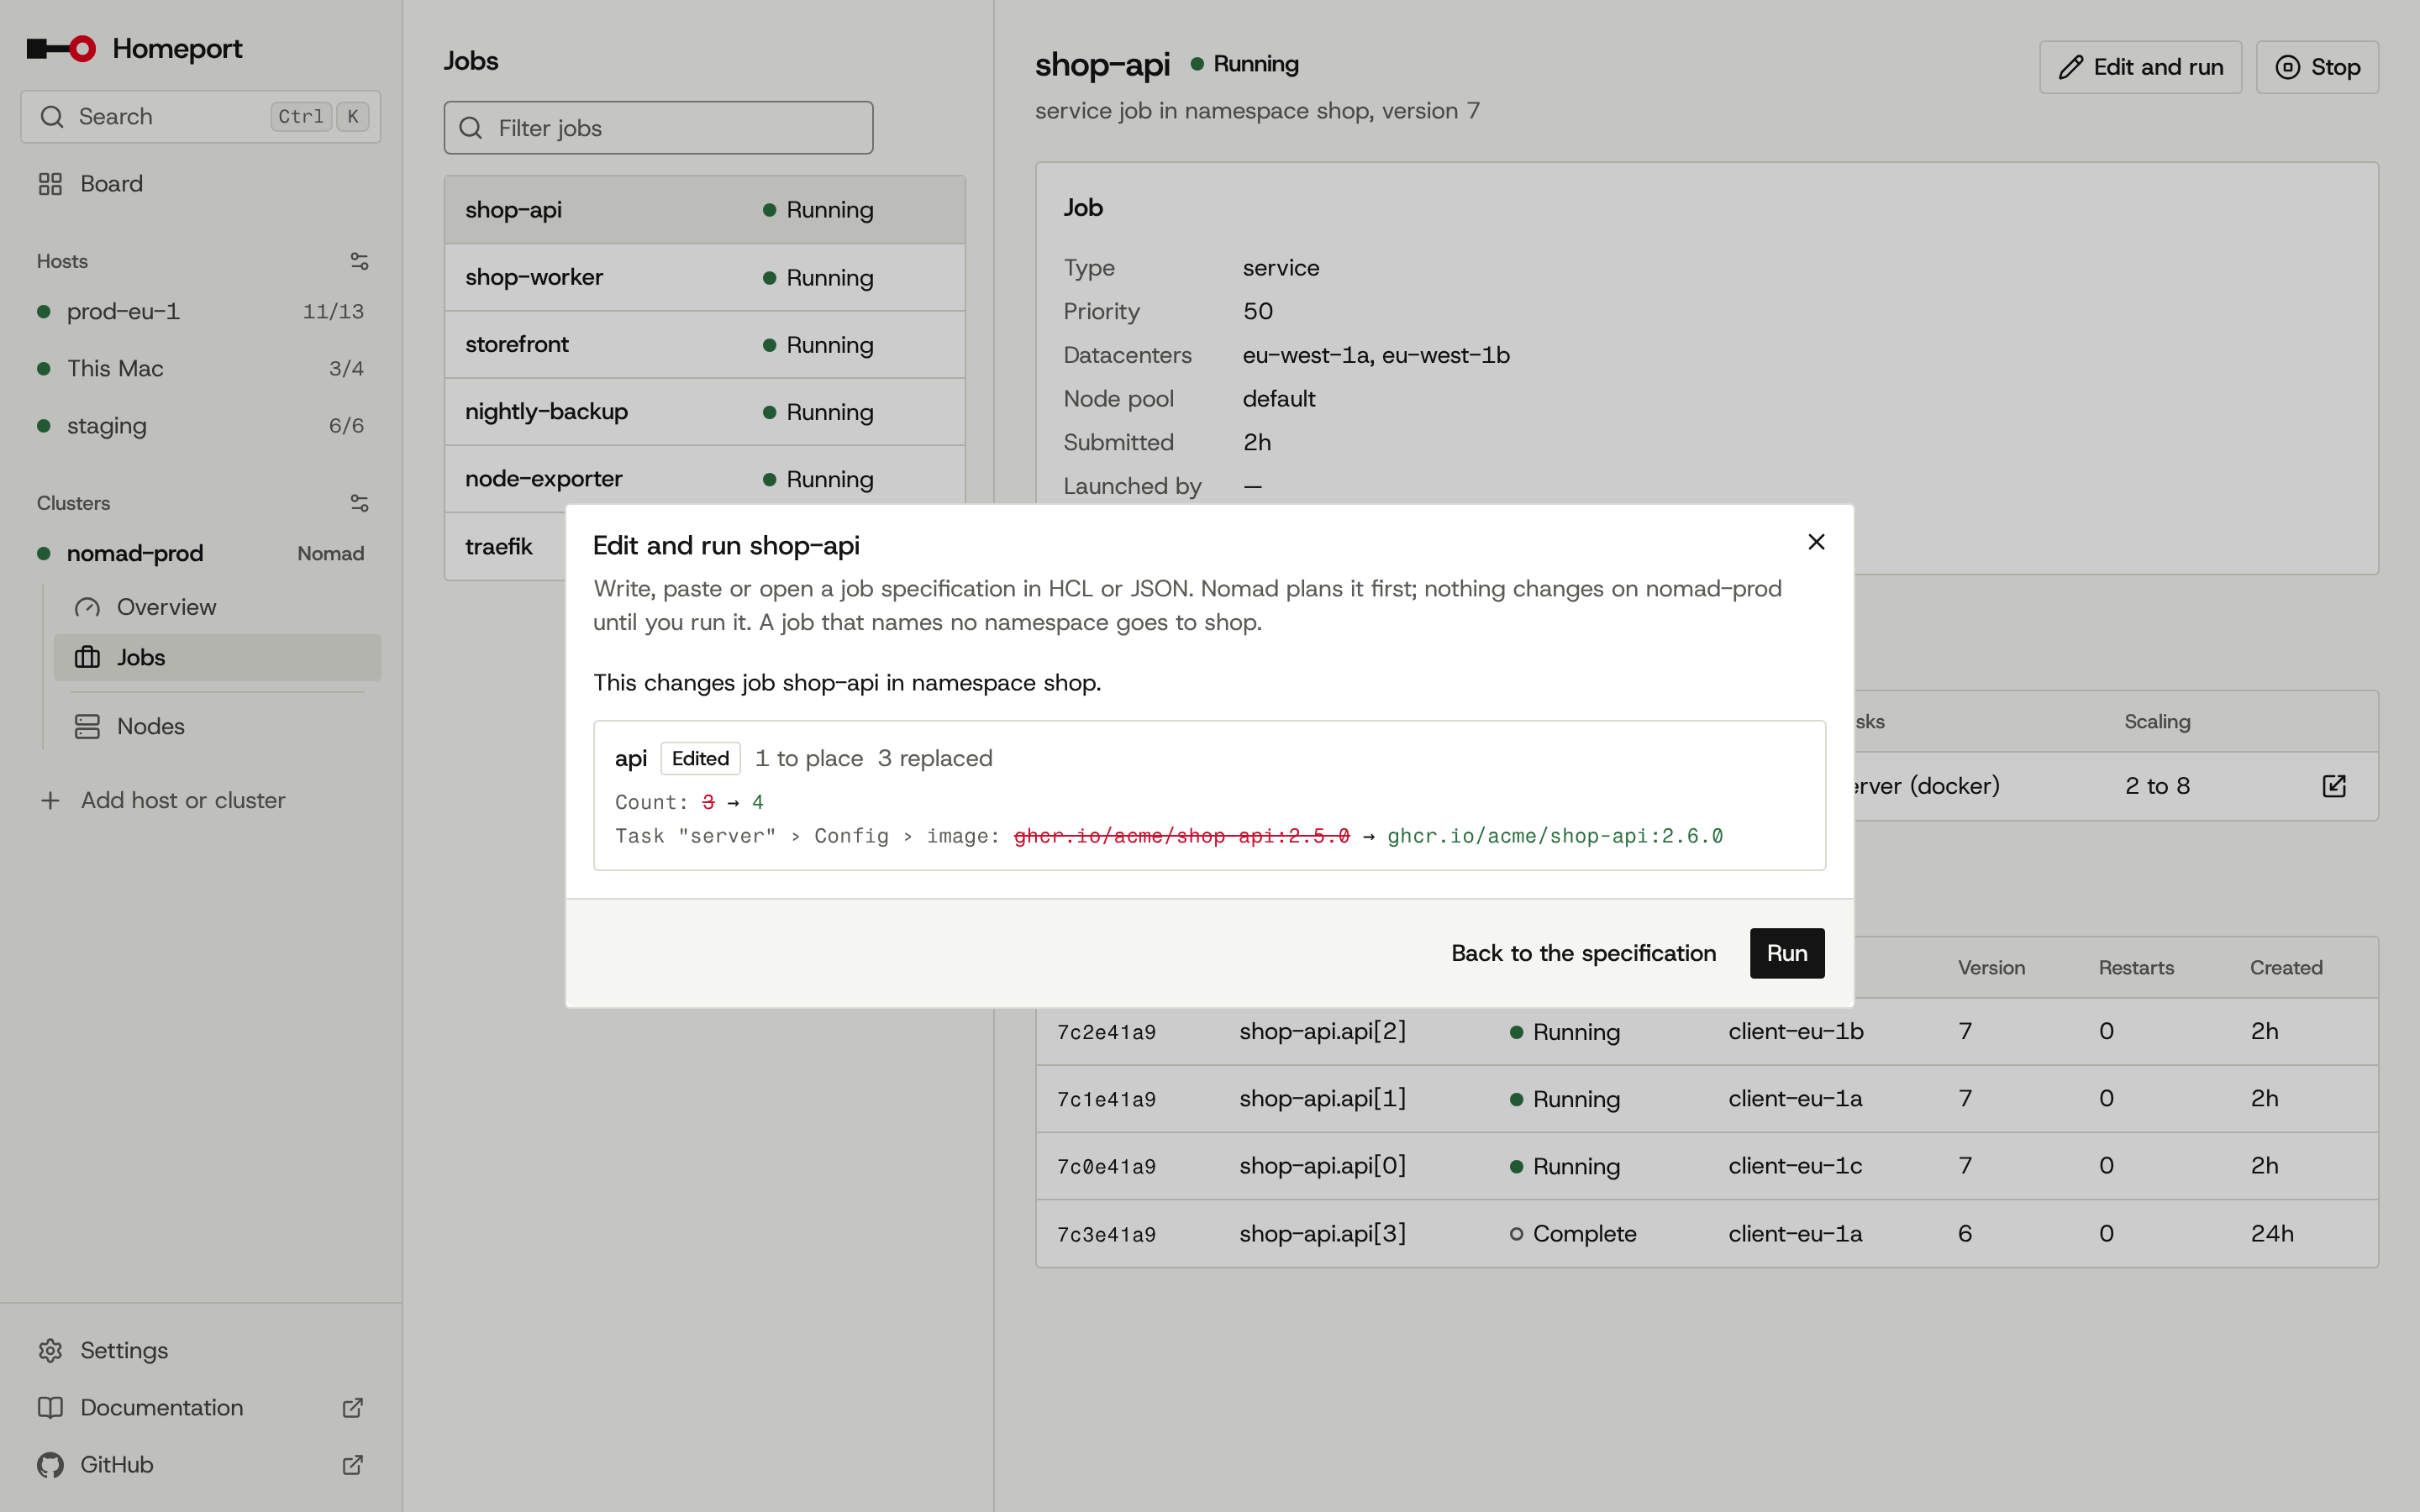 Homeport
Search Ctrl K
Board
Hosts
prod-eu-1 11/13
This Mac 3/4
staging 6/6
Clusters
nomad-prod Nomad
Overview
Jobs
Nodes
Add host or cluster
Settings
Documentation
GitHub
Jobs
Filter jobs
shop-api Running
shop-worker Running
storefront Running
nightly-backup Running
node-exporter Running
traefik
shop-api Running
service job in namespace shop, version 7
Edit and run
Stop
Job
Type service
Priority 50
Datacenters eu-west-1a, eu-west-1b
Node pool default
Submitted 2h
Launched by —
Edit and run shop-api
Write, paste or open a job specification in HCL or JSON. Nomad plans it first; nothing changes on nomad-prod
until you run it. A job that names no namespace goes to shop.
This changes job shop-api in namespace shop.
api Edited 1 to place 3 replaced
Count: 3 → 4
Task "server" › Config › image: ghcr.io/acme/shop-api:2.5.0 → ghcr.io/acme/shop-api:2.6.0
Back to the specification
Run
Scaling
(docker) 2 to 8
Version Restarts Created
7c2e41a9 shop-api.api[2] Running client-eu-1b 7 0 2h
7c1e41a9 shop-api.api[1] Running client-eu-1a 7 0 2h
7c0e41a9 shop-api.api[0] Running client-eu-1c 7 0 2h
7c3e41a9 shop-api.api[3] Complete client-eu-1a 6 0 24h